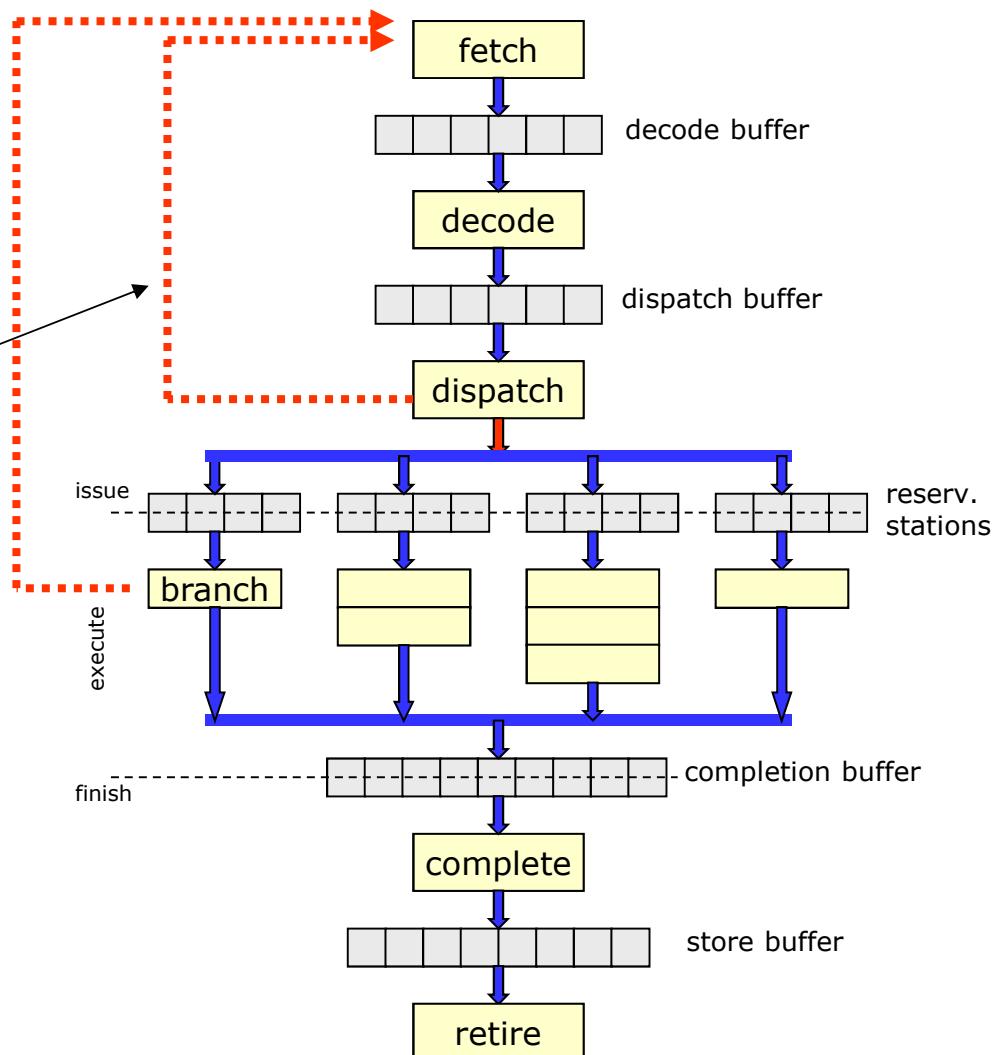 fetch
decode buffer
decode
dispatch buffer
dispatch
issue
reserv.
stations
branch
execute
completion buffer
finish
complete
store buffer
retire